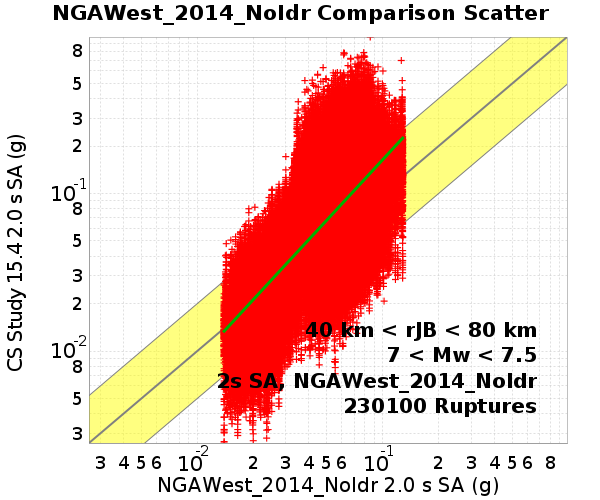 NGAWest_2014_NoIdr Comparison Scatter
8
5
3
2
10-1
8
5
3
2
10-2
8
5
3
CS Study 15.4 2.0 s SA (g)
40 km < rJB < 80 km
7 < Mw < 7.5
2s SA, NGAWest_2014_NoIdr
230100 Ruptures
3 4 5 6 10-2 2 3 4 5 6 10-1 2 3 4 5 6 8
NGAWest_2014_NoIdr 2.0 s SA (g)